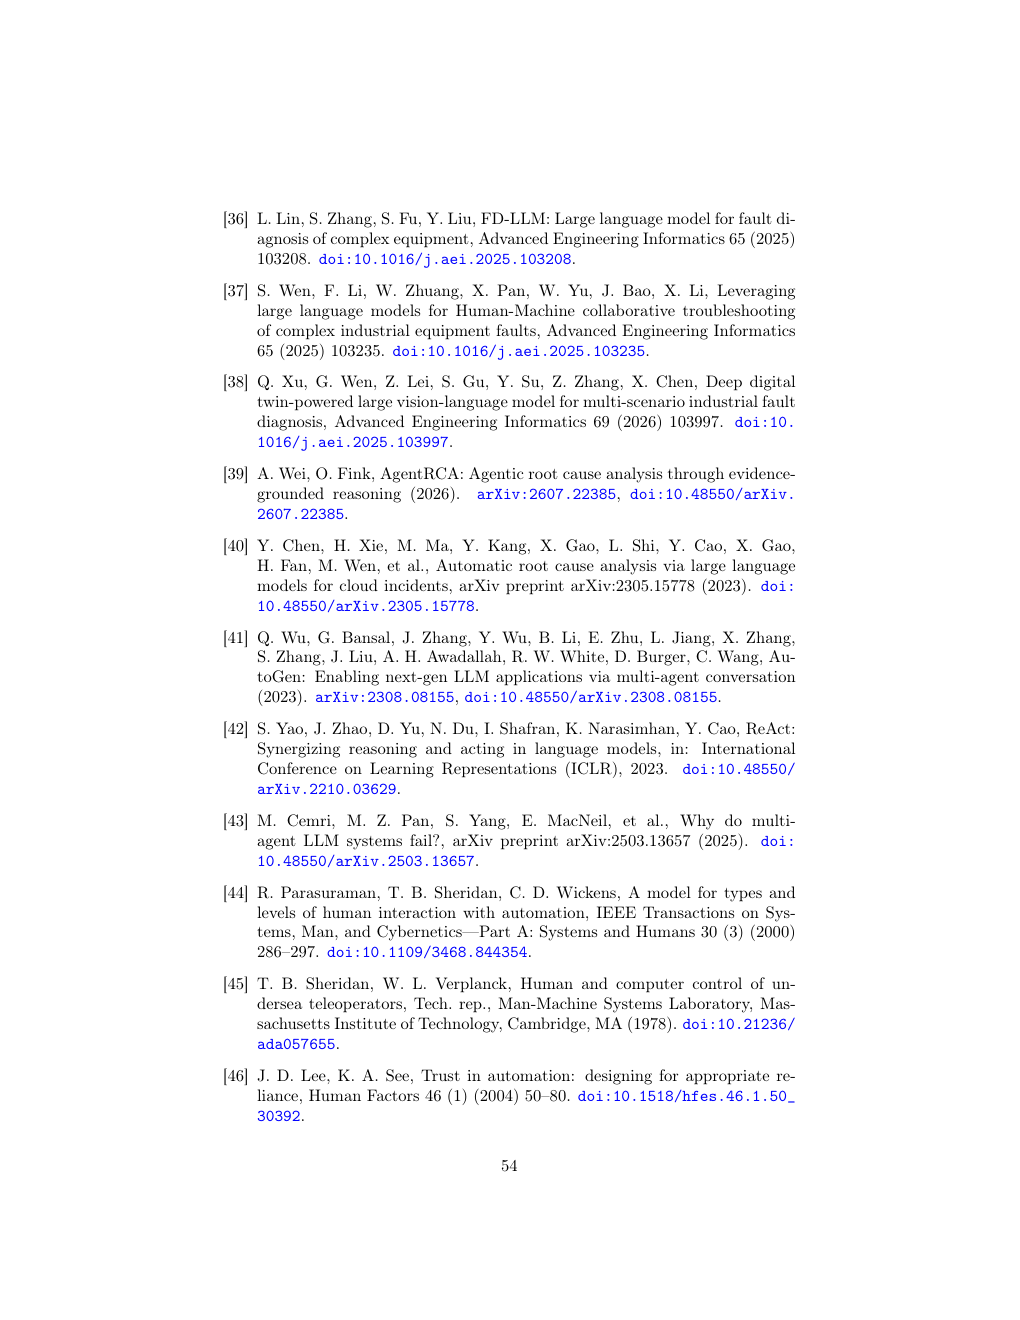 [36] L. Lin, S. Zhang, S. Fu, Y. Liu, FD-LLM: Large language model for fault di-
agnosis of complex equipment, Advanced Engineering Informatics 65 (2025)
103208. doi:10.1016/j.aei.2025.103208.
[37] S. Wen, F. Li, W. Zhuang, X. Pan, W. Yu, J. Bao, X. Li, Leveraging
large language models for Human-Machine collaborative troubleshooting
of complex industrial equipment faults, Advanced Engineering Informatics
65 (2025) 103235. doi:10.1016/j.aei.2025.103235.
[38] Q. Xu, G. Wen, Z. Lei, S. Gu, Y. Su, Z. Zhang, X. Chen, Deep digital
twin-powered large vision-language model for multi-scenario industrial fault
diagnosis, Advanced Engineering Informatics 69 (2026) 103997. doi:10.
1016/j.aei.2025.103997.
[39] A. Wei, O. Fink, AgentRCA: Agentic root cause analysis through evidence-
grounded reasoning (2026). arXiv:2607.22385, doi:10.48550/arXiv.
2607.22385.
[40] Y. Chen, H. Xie, M. Ma, Y. Kang, X. Gao, L. Shi, Y. Cao, X. Gao,
H. Fan, M. Wen, et al., Automatic root cause analysis via large language
models for cloud incidents, arXiv preprint arXiv:2305.15778 (2023). doi:
10.48550/arXiv.2305.15778.
[41] Q. Wu, G. Bansal, J. Zhang, Y. Wu, B. Li, E. Zhu, L. Jiang, X. Zhang,
S. Zhang, J. Liu, A. H. Awadallah, R. W. White, D. Burger, C. Wang, Au-
toGen: Enabling next-gen LLM applications via multi-agent conversation
(2023). arXiv:2308.08155, doi:10.48550/arXiv.2308.08155.
[42] S. Yao, J. Zhao, D. Yu, N. Du, I. Shafran, K. Narasimhan, Y. Cao, ReAct:
Synergizing reasoning and acting in language models, in: International
Conference on Learning Representations (ICLR), 2023. doi:10.48550/
arXiv.2210.03629.
[43] M. Cemri, M. Z. Pan, S. Yang, E. MacNeil, et al., Why do multi-
agent LLM systems fail?, arXiv preprint arXiv:2503.13657 (2025). doi:
10.48550/arXiv.2503.13657.
[44] R. Parasuraman, T. B. Sheridan, C. D. Wickens, A model for types and
levels of human interaction with automation, IEEE Transactions on Sys-
tems, Man, and Cybernetics—Part A: Systems and Humans 30 (3) (2000)
286–297. doi:10.1109/3468.844354.
[45] T. B. Sheridan, W. L. Verplanck, Human and computer control of un-
dersea teleoperators, Tech. rep., Man-Machine Systems Laboratory, Mas-
sachusetts Institute of Technology, Cambridge, MA (1978). doi:10.21236/
ada057655.
[46] J. D. Lee, K. A. See, Trust in automation: designing for appropriate re-
liance, Human Factors 46 (1) (2004) 50–80. doi:10.1518/hfes.46.1.50_
30392.
54